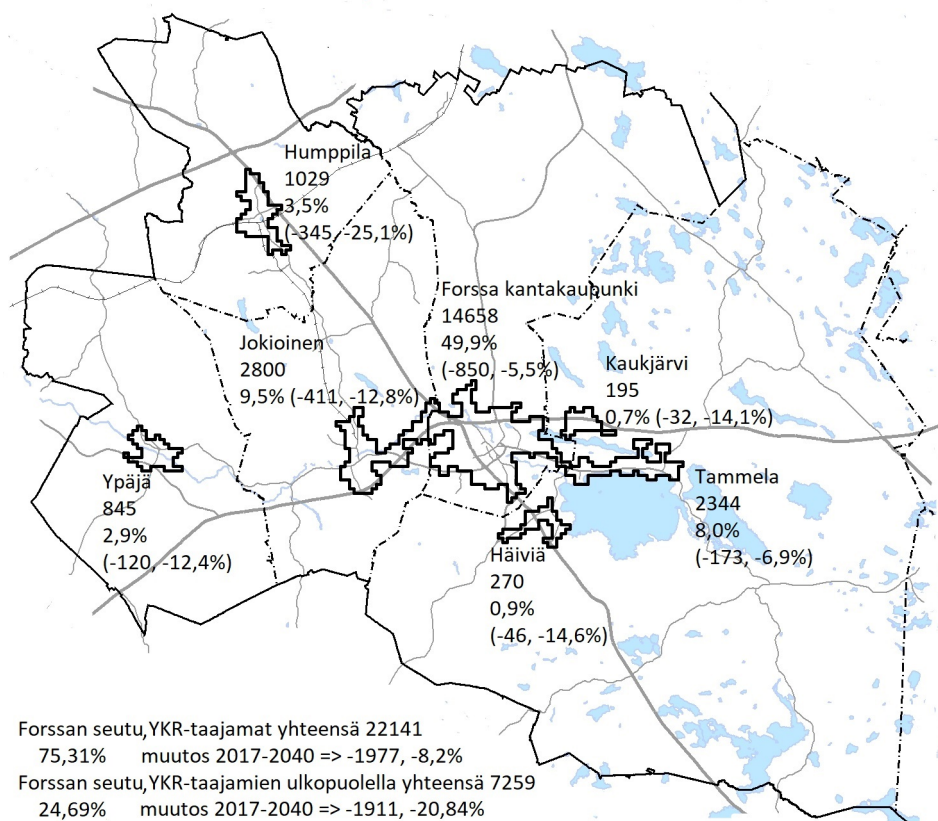 Humppila
1029
3,5%
(-345, -25,1%)
Forssa kantakaupunki
14658
49,9%
(-850, -5,5%)
Jokioinen
2800
9,5% (-411, -12,8%)
Kaukjärvi
195
0,7% (-32, -14,1%)
Ypäjä
845
2,9%
(-120, -12,4%)
Tammela
2344
8,0%
(-173, -6,9%)
Häiviä
270
0,9%
(-46, -14,6%)
Forssan seutu,YKR-taajamat yhteensä 22141
75,31% muutos 2017-2040 => -1977, -8,2%
Forssan seutu,YKR-taajamien ulkopuolella yhteensä 7259
24,69% muutos 2017-2040 => -1911, -20,84%